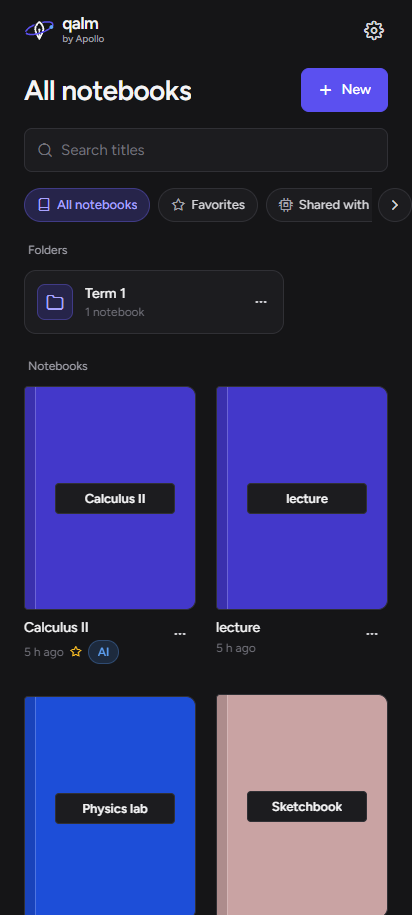 qalm
by Apollo
All notebooks
+ New
Search titles
All notebooks
Favorites
Shared with
Folders
Term 1
1 notebook
Notebooks
Calculus II
lecture
Calculus II
lecture
5 h ago
AI
5 h ago
Physics lab
Sketchbook